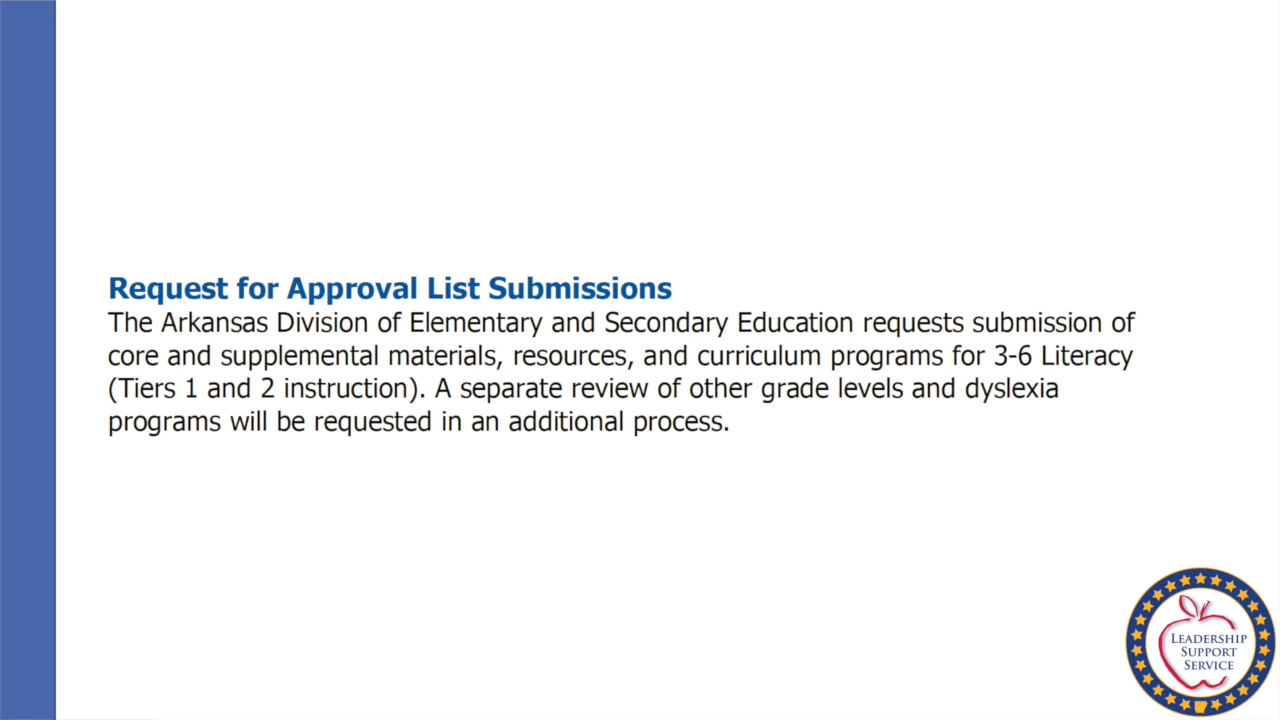 Request for Approval List Submissions
The Arkansas Division of Elementary and Secondary Education requests submission of
core and supplemental materials, resources, and curriculum programs for 3-6 Literacy
(Tiers 1 and 2 instruction). A separate review of other grade levels and dyslexia
programs will be requested in an additional process.
LEADERSHIP
SUPPORT
SERVICE